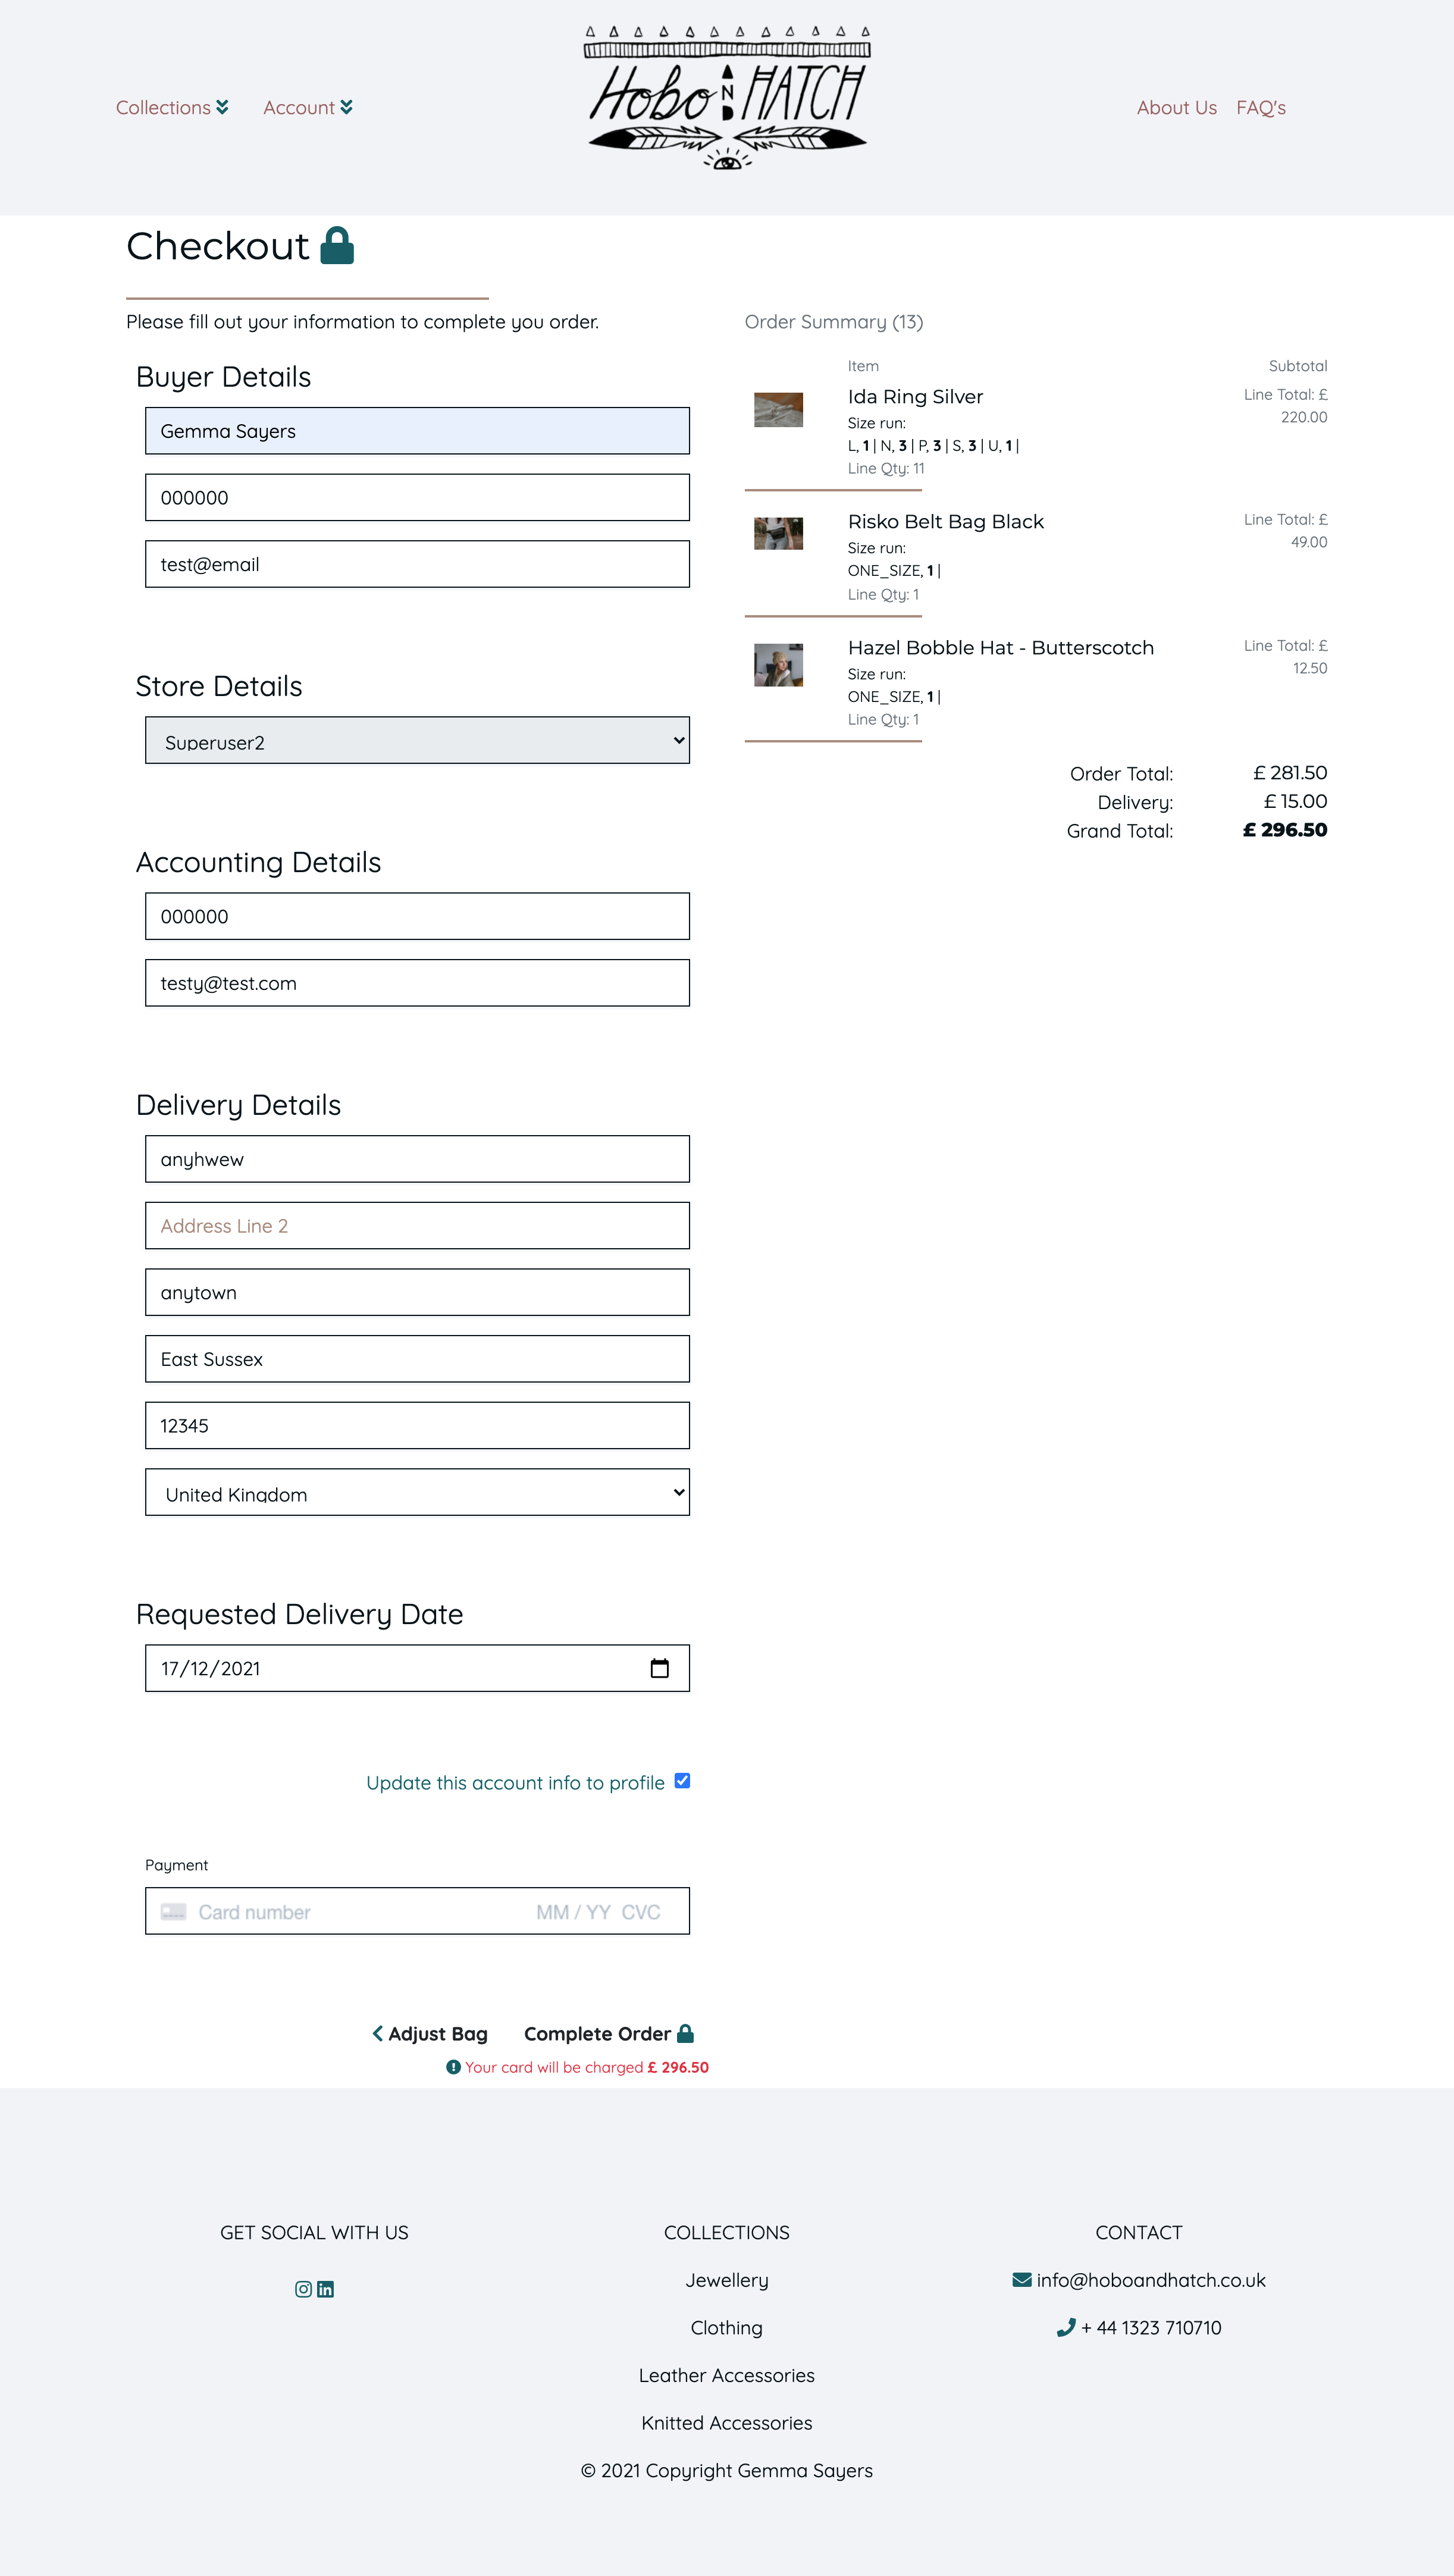 Hobo AND HATCH
Collections
Account
About Us
FAQ's
Checkout
Please fill out your information to complete you order.
Buyer Details
Gemma Sayers
000000
test@email
Store Details
Superuser2
Accounting Details
000000
testy@test.com
Delivery Details
anyhwew
Address Line 2
anytown
East Sussex
12345
United Kingdom
Requested Delivery Date
17/12/2021
Update this account info to profile
Payment
Card number MM / YY CVC
Adjust Bag
Complete Order
Your card will be charged £ 296.50
Order Summary (13)
Item Subtotal
Ida Ring Silver
Size run:
L, 1 | N, 3 | P, 3 | S, 3 | U, 1 |
Line Qty: 11
Line Total: £
220.00
Risko Belt Bag Black
Size run:
ONE_SIZE, 1 |
Line Qty: 1
Line Total: £
49.00
Hazel Bobble Hat - Butterscotch
Size run:
ONE_SIZE, 1 |
Line Qty: 1
Line Total: £
12.50
Order Total: £ 281.50
Delivery: £ 15.00
Grand Total: £ 296.50
GET SOCIAL WITH US
COLLECTIONS
Jewellery
Clothing
Leather Accessories
Knitted Accessories
© 2021 Copyright Gemma Sayers
CONTACT
info@hoboandhatch.co.uk
+ 44 1323 710710